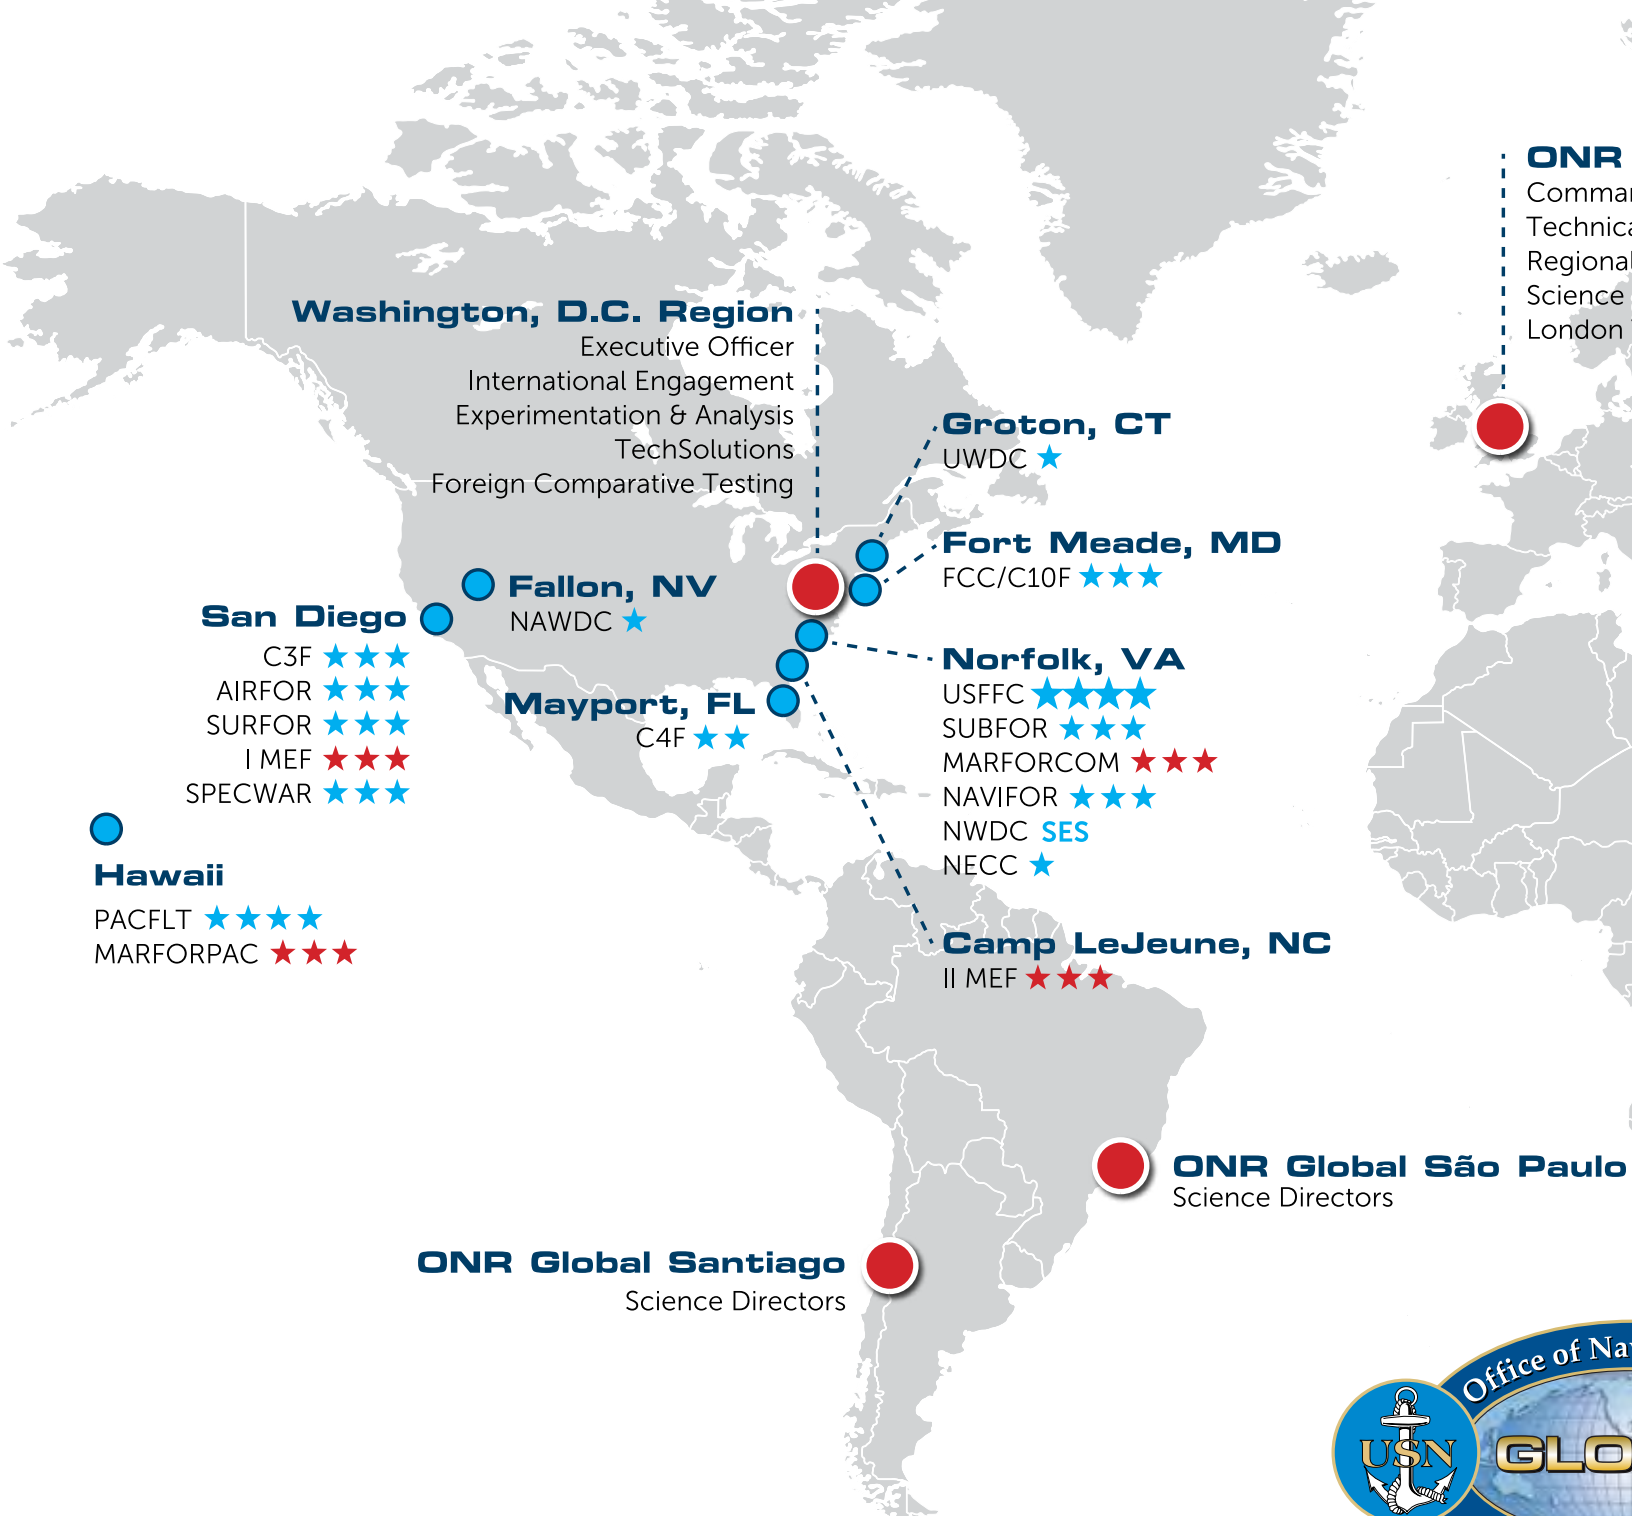 ONR
Technica
Regional
Science
London
Washington, D.C. Region
Executive Officer
International Engagement
Experimentation & Analysis
TechSolutions
Foreign Comparative Testing
Groton, CT
UWDC ★
Fort Meade, MD
FCC/C10F ★★★
Fallon, NV
NAWDC ★
San Diego
C3F ★★★
AIRFOR ★★★
SURFOR ★★★
I MEF ★★★
SPECWAR ★★★
Norfolk, VA
USFFC ★★★★
SUBFOR ★★★
MARFORCOM ★★★
NAVIFOR ★★★
NWDC SES
NECC ★
Mayport, FL
C4F ★★
Hawaii
PACFLT ★★★★
MARFORPAC ★★★
Camp LeJeune, NC
II MEF ★★★
ONR Global São Paulo
Science Directors
ONR Global Santiago
Science Directors
Office of Na
USN
GLO